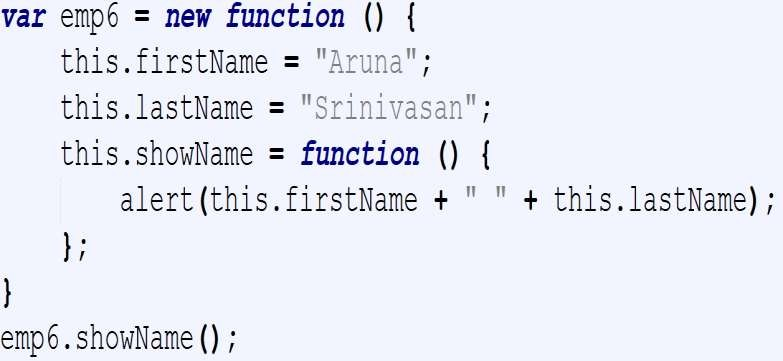 var emp6 = new function () {
    this.firstName = "Aruna";
    this.lastName = "Srinivasan";
    this.showName = function () {
        alert(this.firstName + " " + this.lastName);
    };
}
emp6.showName();